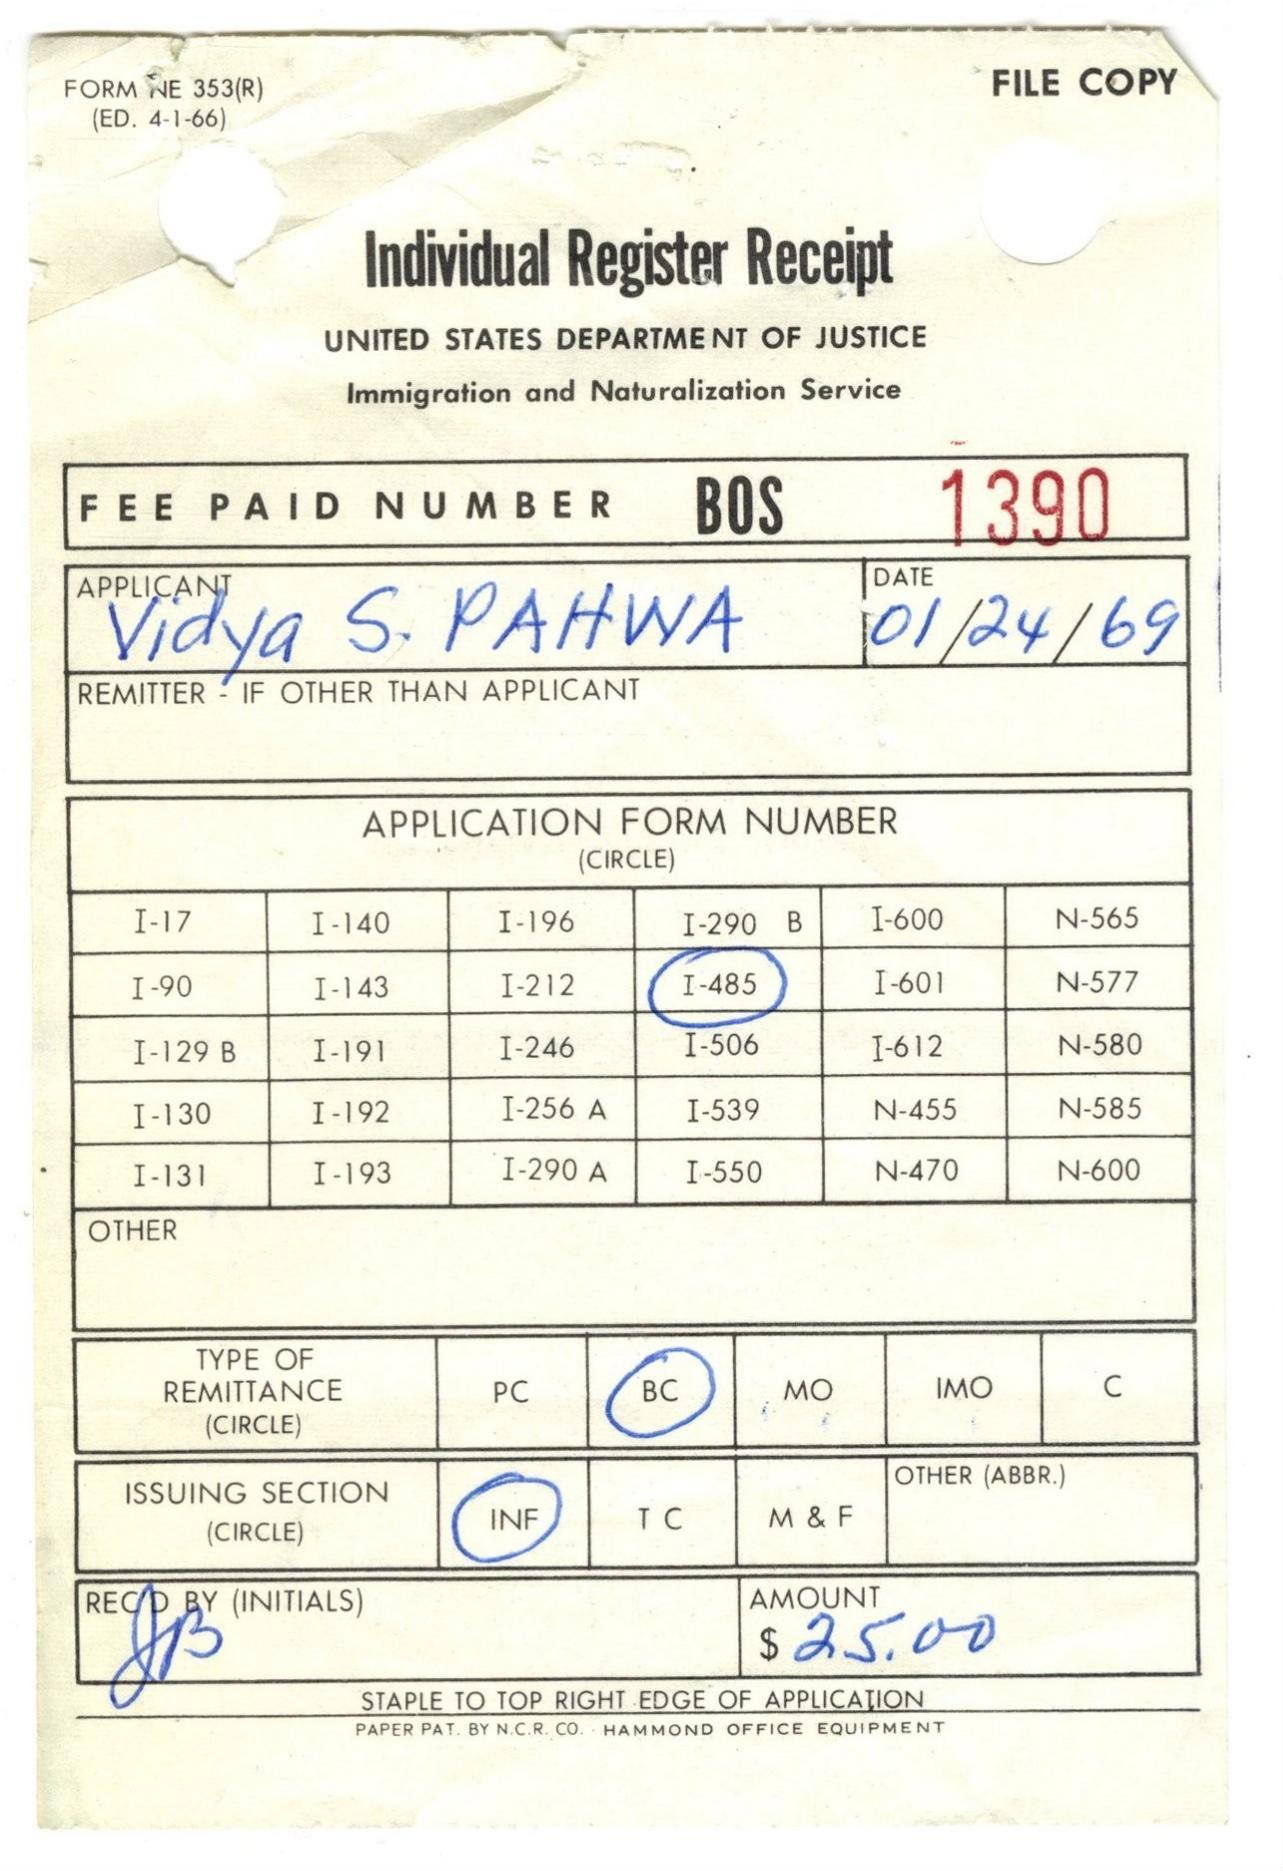 FORM NE 353(R)
(ED. 4-1-66)
FILE COPY
Individual Register Receipt
UNITED STATES DEPARTMENT OF JUSTICE
Immigration and Naturalization Service
FEE PAID NUMBER BOS 1390
APPLICANT DATE
Vidya S. PAHWA 01/24/69
REMITTER - IF OTHER THAN APPLICANT
APPLICATION FORM NUMBER
(CIRCLE)
I-17 I-140 I-196 I-290 B I-600 N-565
I-90 I-143 I-212 I-485 I-601 N-577
I-129 B I-191 I-246 I-506 I-612 N-580
I-130 I-192 I-256 A I-539 N-455 N-585
I-131 I-193 I-290 A I-550 N-470 N-600
OTHER
TYPE OF
REMITTANCE PC BC MO IMO C
(CIRCLE)
ISSUING SECTION OTHER (ABBR.)
(CIRCLE) INF T C M & F
REC'D BY (INITIALS) AMOUNT
JB $ 25.00
STAPLE TO TOP RIGHT EDGE OF APPLICATION
PAPER PAT. BY N.C.R. CO. · HAMMOND OFFICE EQUIPMENT